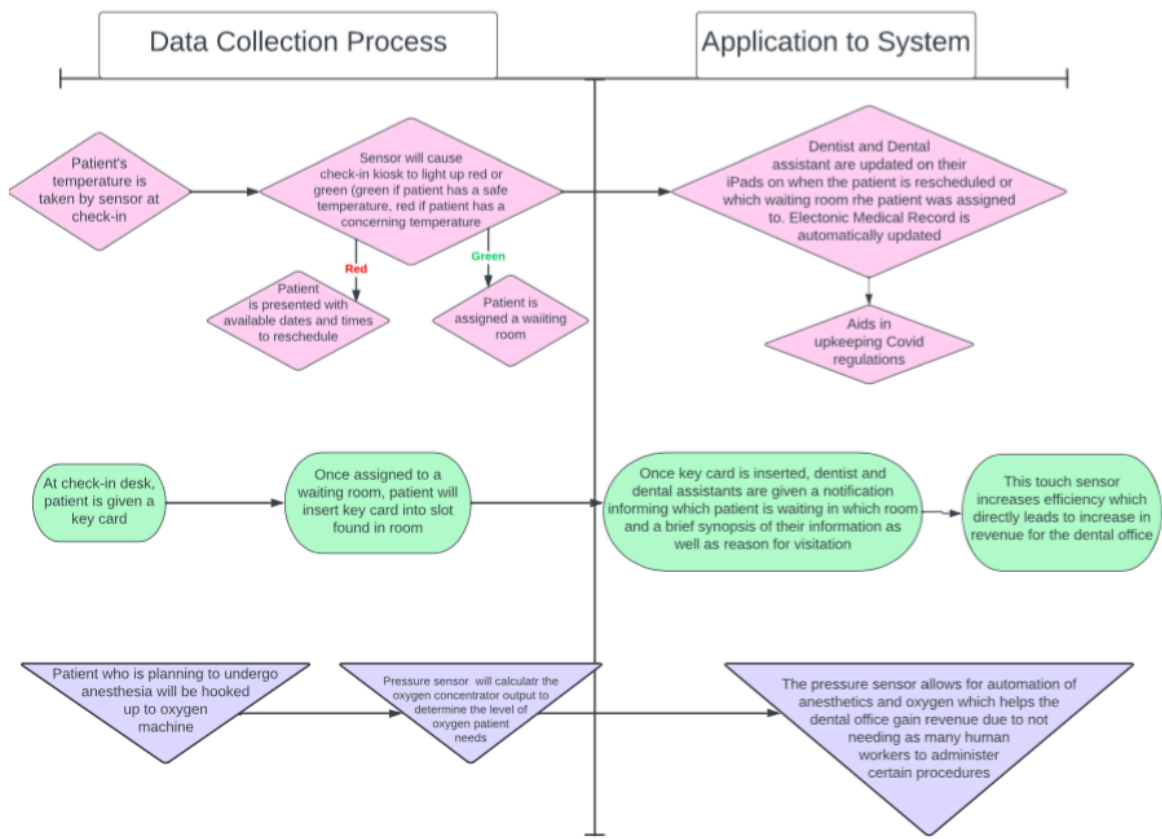 Data Collection Process
Application to System
Patient's
temperature is
taken by sensor at
check-in
Sensor will cause
check-in kiosk to light up red or
green (green if patient has a safe
temperature, red if patient has a
concerning temperature
Dentist and Dental
assistant are updated on their
iPads on when the patient is rescheduled or
which waiting room rhe patient was assigned
to. Electonic Medical Record is
automatically updated
Red
Green
Patient
is presented with
available dates and times
to reschedule
Patient is
assigned a waiiting
room
Aids in
upkeeping Covid
regulations
At check-in desk,
patient is given a
key card
Once assigned to a
waiting room, patient will
insert key card into slot
found in room
Once key card is inserted, dentist and
dental assistants are given a notification
informing which patient is waiting in which room
and a brief synopsis of their information as
well as reason for visitation
This touch sensor
increases efficiency which
directly leads to increase in
revenue for the dental office
Patient who is planning to undergo
anesthesia will be hooked
up to oxygen
machine
Pressure sensor will calculatr the
oxygen concentrator output to
determine the level of
oxygen patient
needs
The pressure sensor allows for automation of
anesthetics and oxygen which helps the
dental office gain revenue due to not
needing as many human
workers to administer
certain procedures